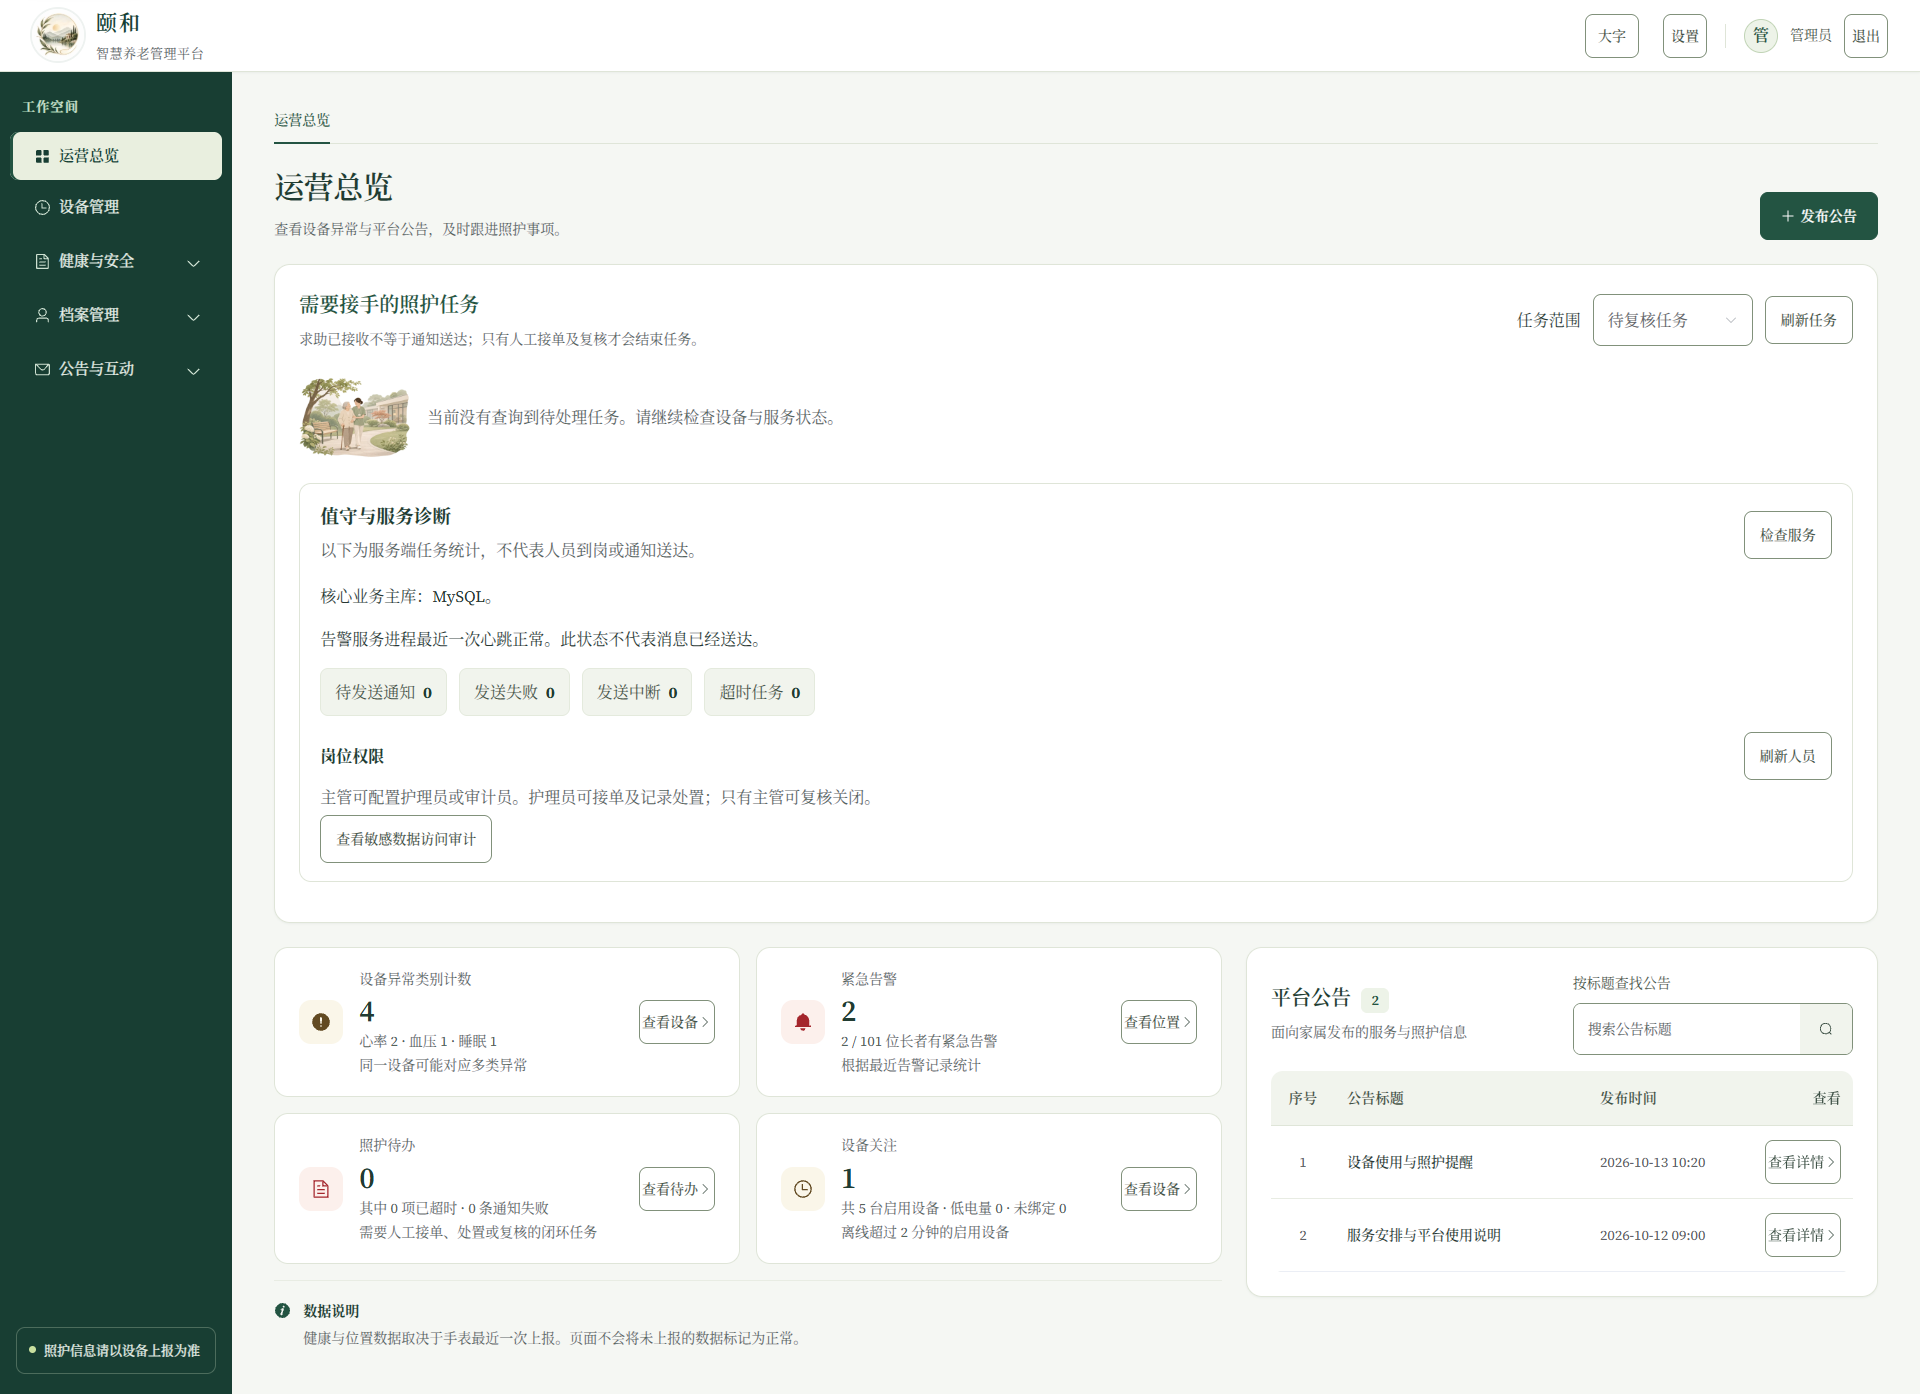 颐和
智慧养老管理平台
大字
设置
管
管理员
退出
工作空间
运营总览
设备管理
健康与安全
档案管理
公告与互动
照护信息请以设备上报为准
运营总览
运营总览
查看设备异常与平台公告，及时跟进照护事项。
发布公告
需要接手的照护任务
求助已接收不等于通知送达；只有人工接单及复核才会结束任务。
任务范围
待复核任务
刷新任务
当前没有查询到待处理任务。请继续检查设备与服务状态。
值守与服务诊断
以下为服务端任务统计，不代表人员到岗或通知送达。
检查服务
核心业务主库：MySQL。
告警服务进程最近一次心跳正常。此状态不代表消息已经送达。
待发送通知 0
发送失败 0
发送中断 0
超时任务 0
岗位权限
刷新人员
主管可配置护理员或审计员。护理员可接单及记录处置；只有主管可复核关闭。
查看敏感数据访问审计
设备异常类别计数
4
心率 2 · 血压 1 · 睡眠 1
同一设备可能对应多类异常
查看设备
紧急告警
2
2 / 101 位长者有紧急告警
根据最近告警记录统计
查看位置
照护待办
0
其中 0 项已超时 · 0 条通知失败
需要人工接单、处置或复核的闭环任务
查看待办
设备关注
1
共 5 台启用设备 · 低电量 0 · 未绑定 0
离线超过 2 分钟的启用设备
查看设备
数据说明
健康与位置数据取决于手表最近一次上报。页面不会将未上报的数据标记为正常。
平台公告 2
面向家属发布的服务与照护信息
按标题查找公告
搜索公告标题
序号 公告标题 发布时间 查看
1 设备使用与照护提醒 2026-10-13 10:20 查看详情
2 服务安排与平台使用说明 2026-10-12 09:00 查看详情